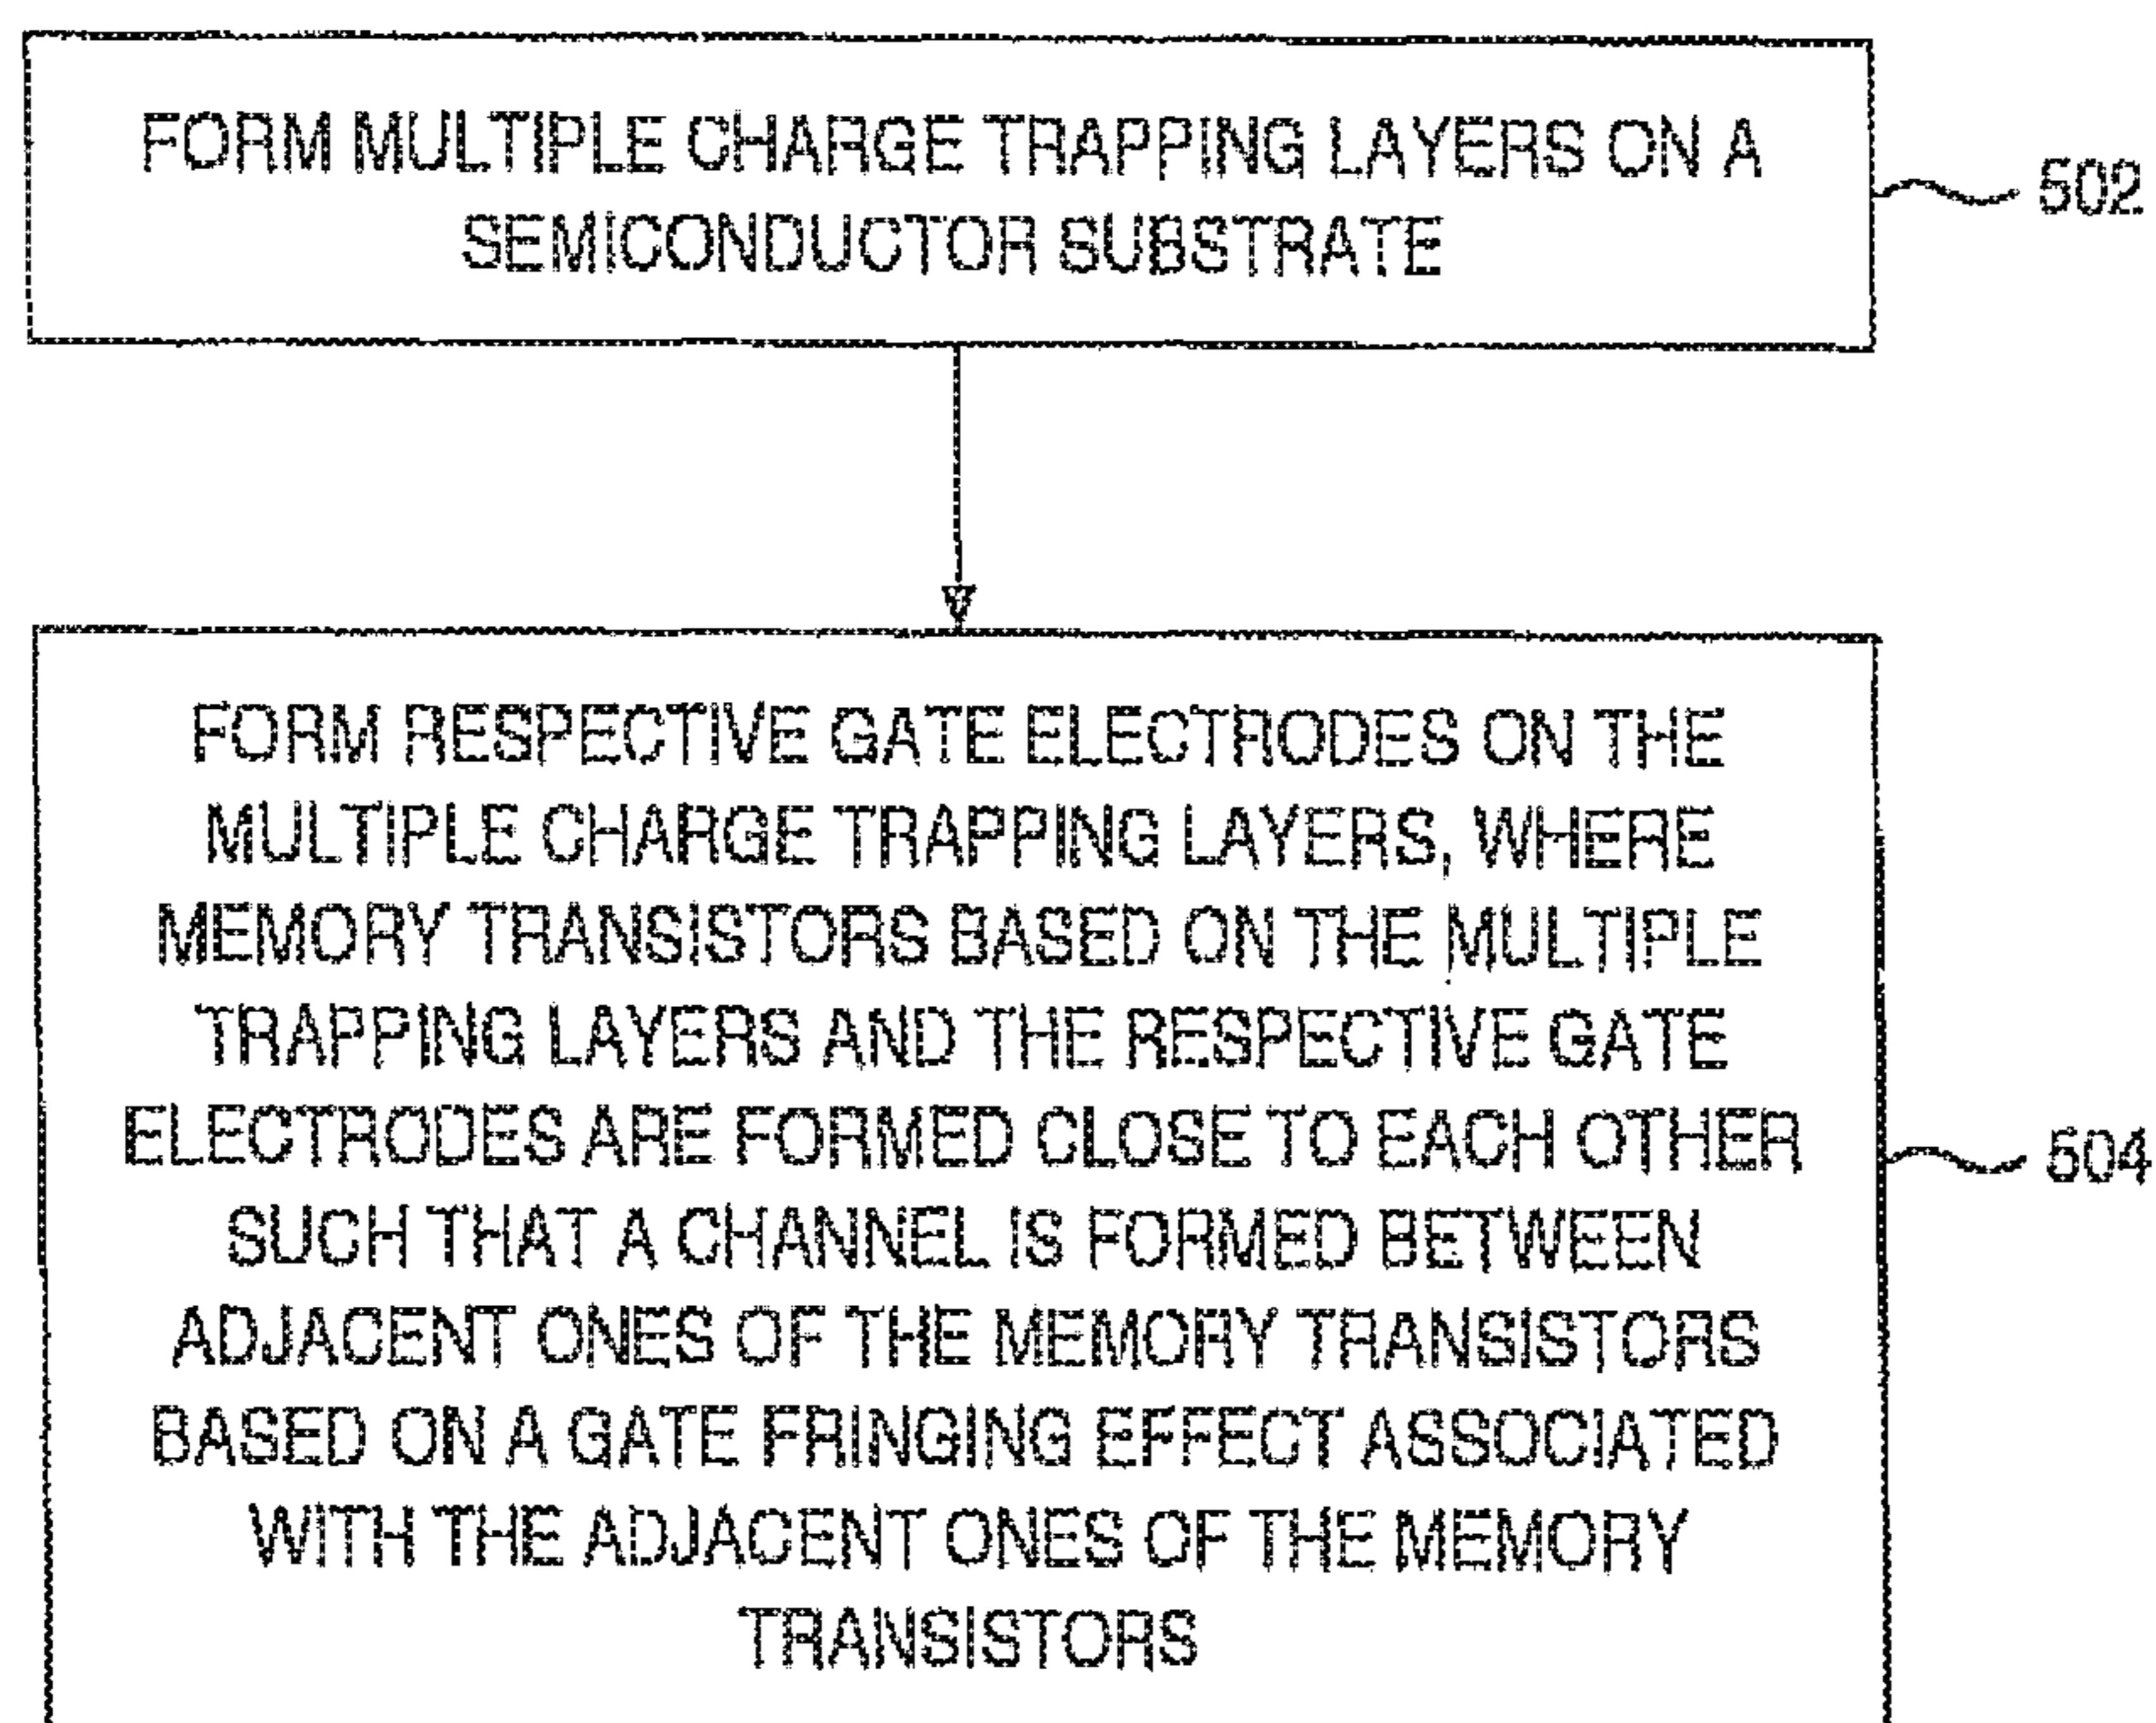 FORM MULTIPLE CHARGE TRAPPING LAYERS ON A
SEMICONDUCTOR SUBSTRATE
502
FORM RESPECTIVE GATE ELECTRODES ON THE
MULTIPLE CHARGE TRAPPING LAYERS, WHERE
MEMORY TRANSISTORS BASED ON THE MULTIPLE
TRAPPING LAYERS AND THE RESPECTIVE GATE
ELECTRODES ARE FORMED CLOSE TO EACH OTHER
SUCH THAT A CHANNEL IS FORMED BETWEEN
ADJACENT ONES OF THE MEMORY TRANSISTORS
BASED ON A GATE FRINGING EFFECT ASSOCIATED
WITH THE ADJACENT ONES OF THE MEMORY
TRANSISTORS
504